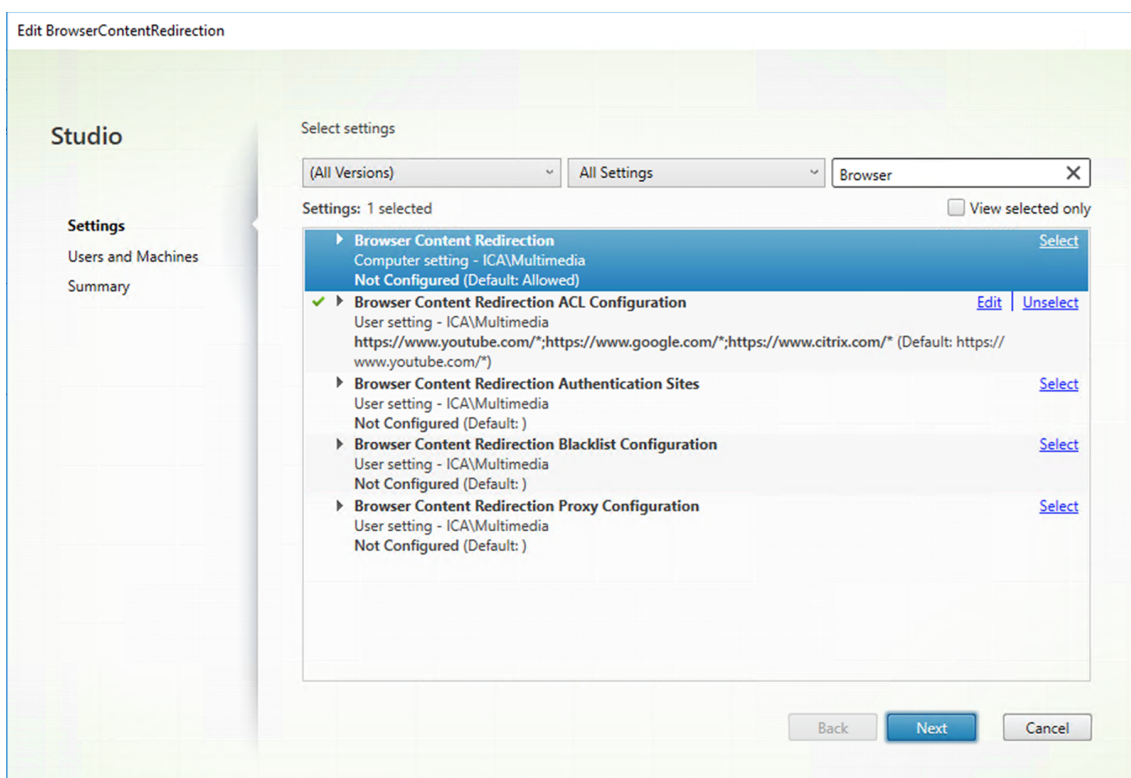 Edit BrowserContentRedirection
Studio
Settings
Users and Machines
Summary
Select settings
(All Versions)
All Settings
Browser
Settings: 1 selected
View selected only
Browser Content Redirection
Select
Computer setting - ICA\Multimedia
Not Configured (Default: Allowed)
Browser Content Redirection ACL Configuration
Edit | Unselect
User setting - ICA\Multimedia
https://www.youtube.com/*;https://www.google.com/*;https://www.citrix.com/* (Default: https://
www.youtube.com/*)
Browser Content Redirection Authentication Sites
Select
User setting - ICA\Multimedia
Not Configured (Default: )
Browser Content Redirection Blacklist Configuration
Select
User setting - ICA\Multimedia
Not Configured (Default: )
Browser Content Redirection Proxy Configuration
Select
User setting - ICA\Multimedia
Not Configured (Default: )
Back
Next
Cancel